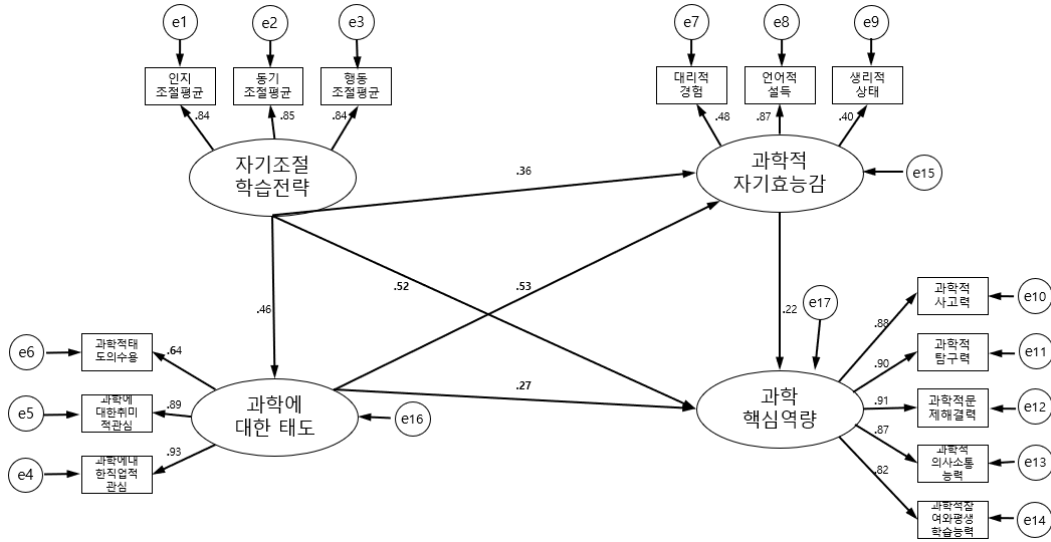 e1
e2
e3
e7
e8
e9
인지
조절평균
동기
조절평균
행동
조절평균
대리적
경험
언어적
설득
생리적
상태
.84
.85
.84
.48
.87
.40
자기조절
학습전략
과학적
자기효능감
e15
.36
.52
.53
.46
.22
e17
e6
과학적태
도의수용
.64
e5
과학에
대한취미
적관심
.89
e4
과학에대
한직업적
관심
.93
과학에
대한 태도
e16
.27
과학
핵심역량
.88
과학적
사고력
e10
.90
과학적
탐구력
e11
.91
과학적문
제해결력
e12
.87
과학적
의사소통
능력
e13
.82
과학적참
여와평생
학습능력
e14